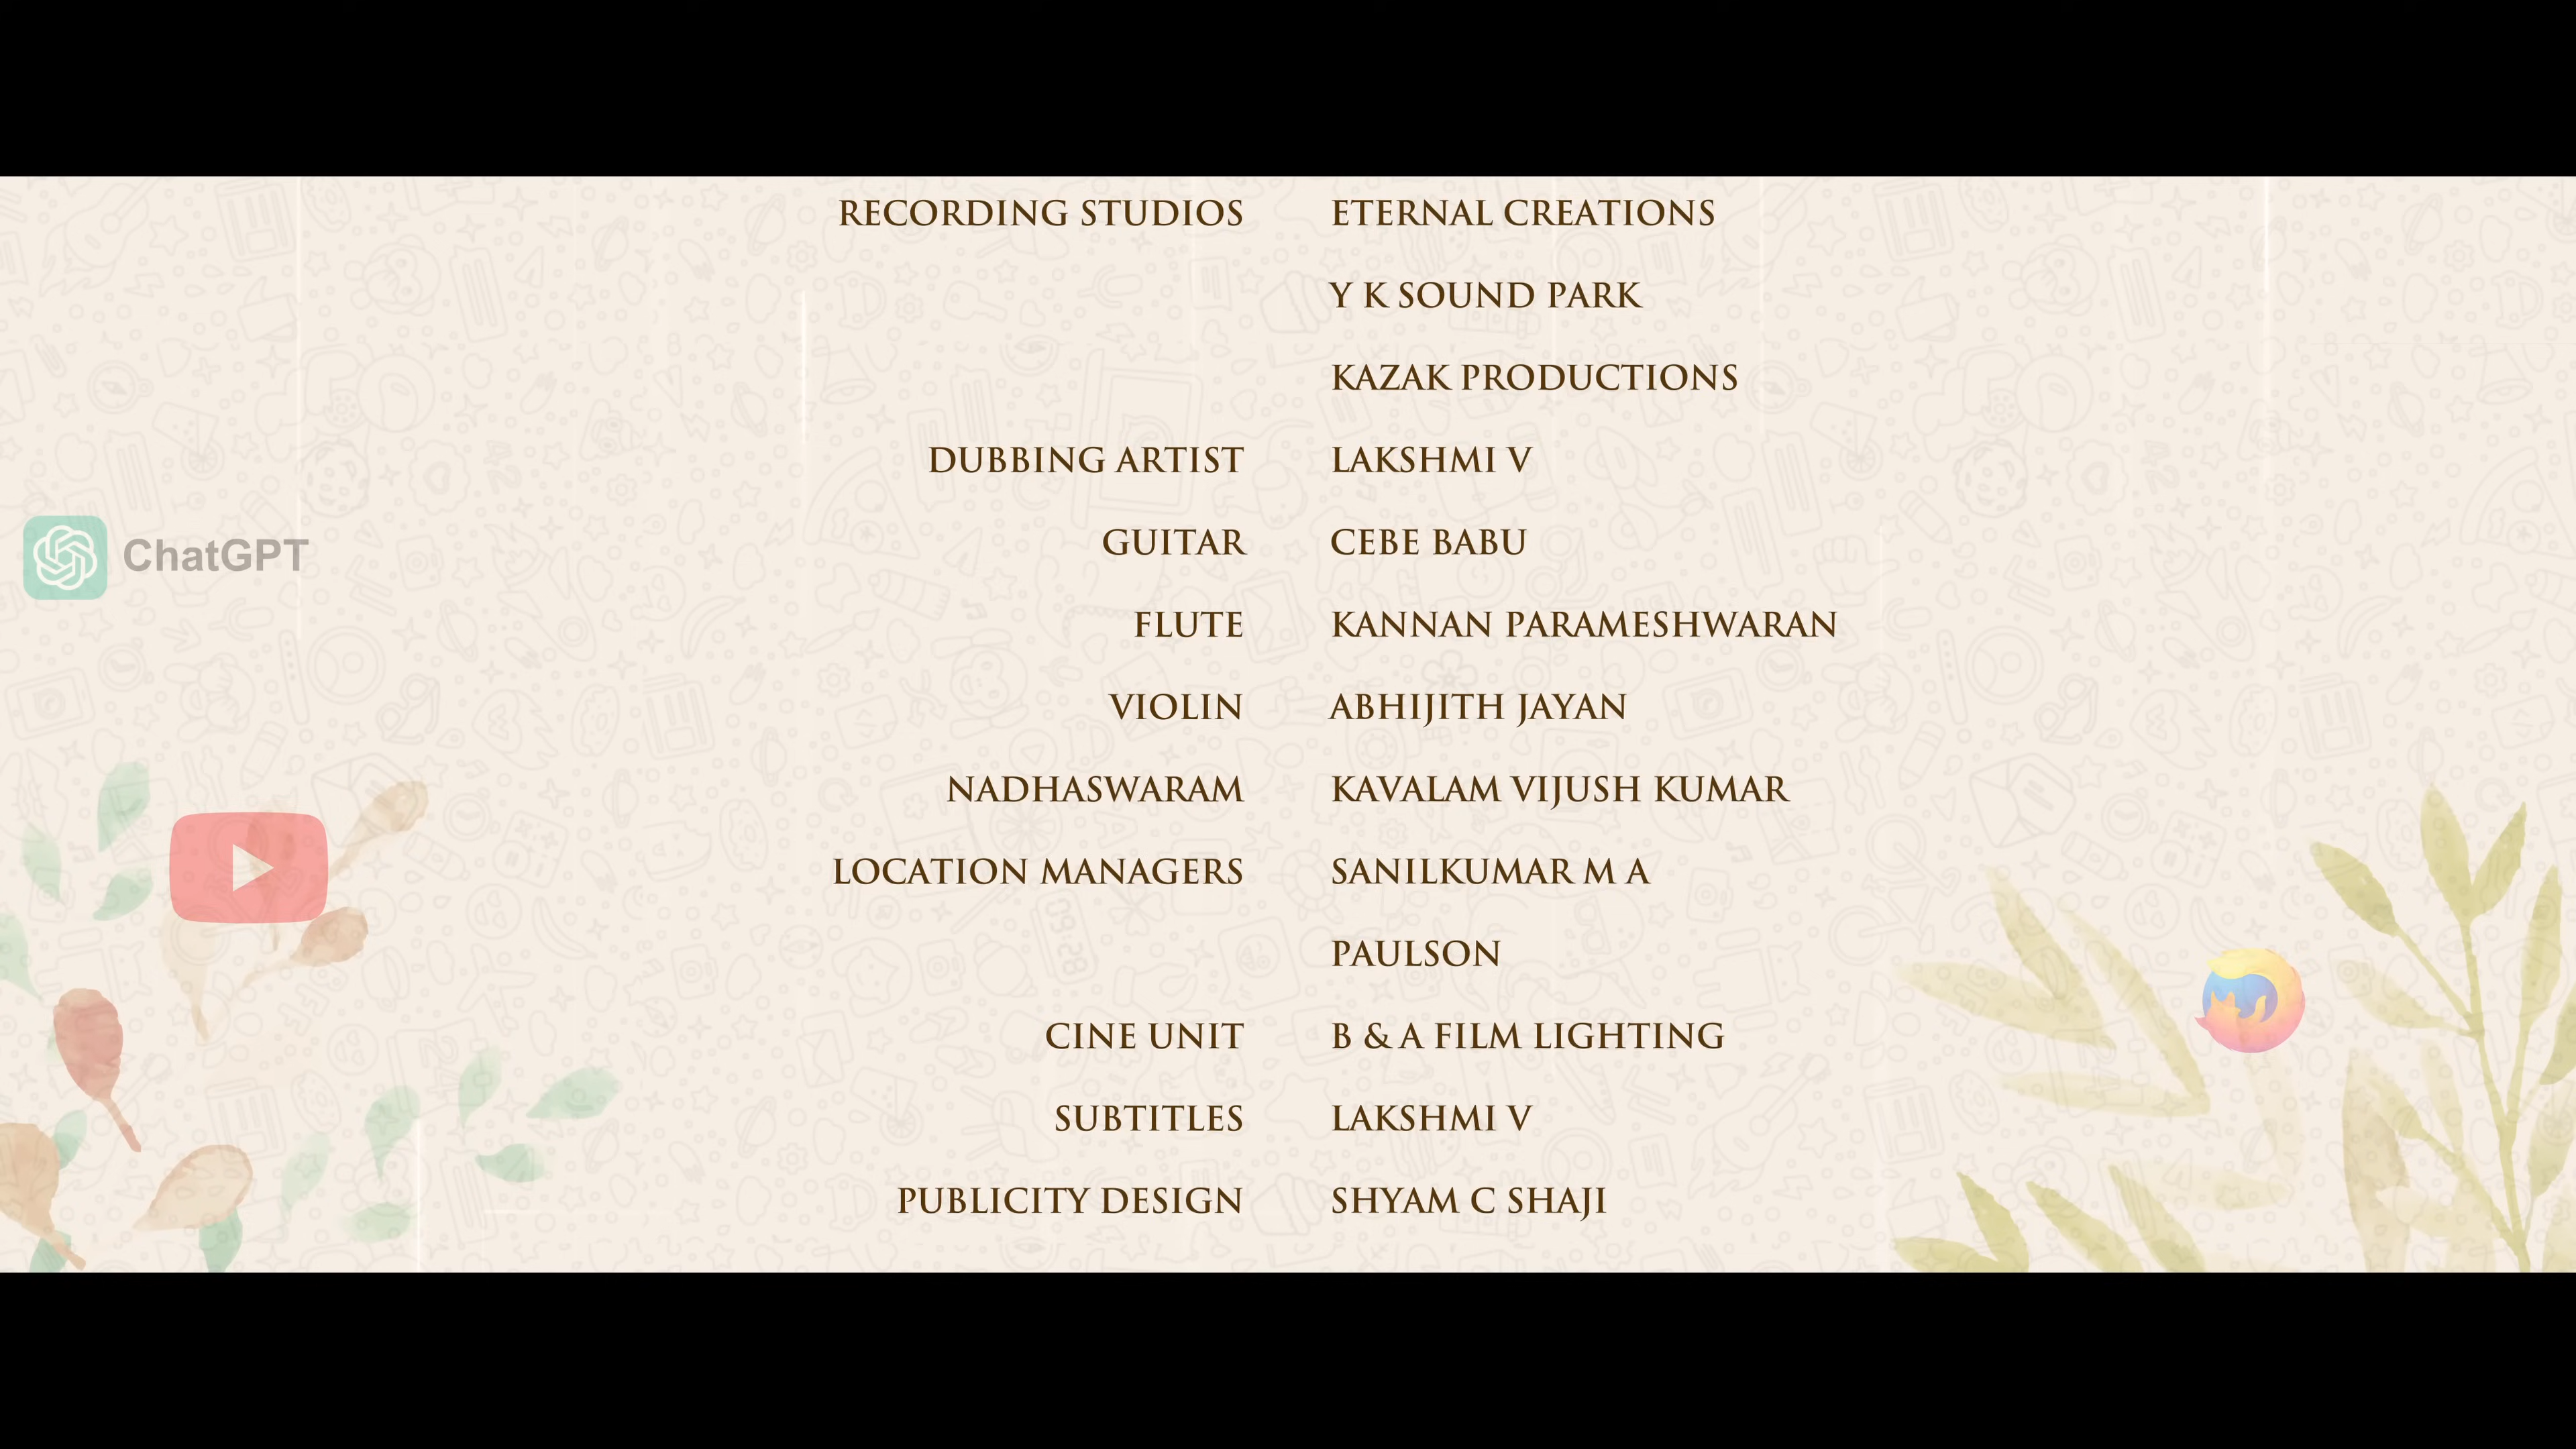 RECORDING STUDIOS ETERNAL CREATIONS
Y K SOUND PARK
KAZAK PRODUCTIONS
DUBBING ARTIST LAKSHMI V
ChatGPT
GUITAR CEBE BABU
FLUTE KANNAN PARAMESHWARAN
VIOLIN ABHIJITH JAYAN
NADHASWARAM KAVALAM VIJUSH KUMAR
LOCATION MANAGERS SANILKUMAR M A
PAULSON
09:28
CINE UNIT B & A FILM LIGHTING
SUBTITLES LAKSHMI V
PUBLICITY DESIGN SHYAM C SHAJI